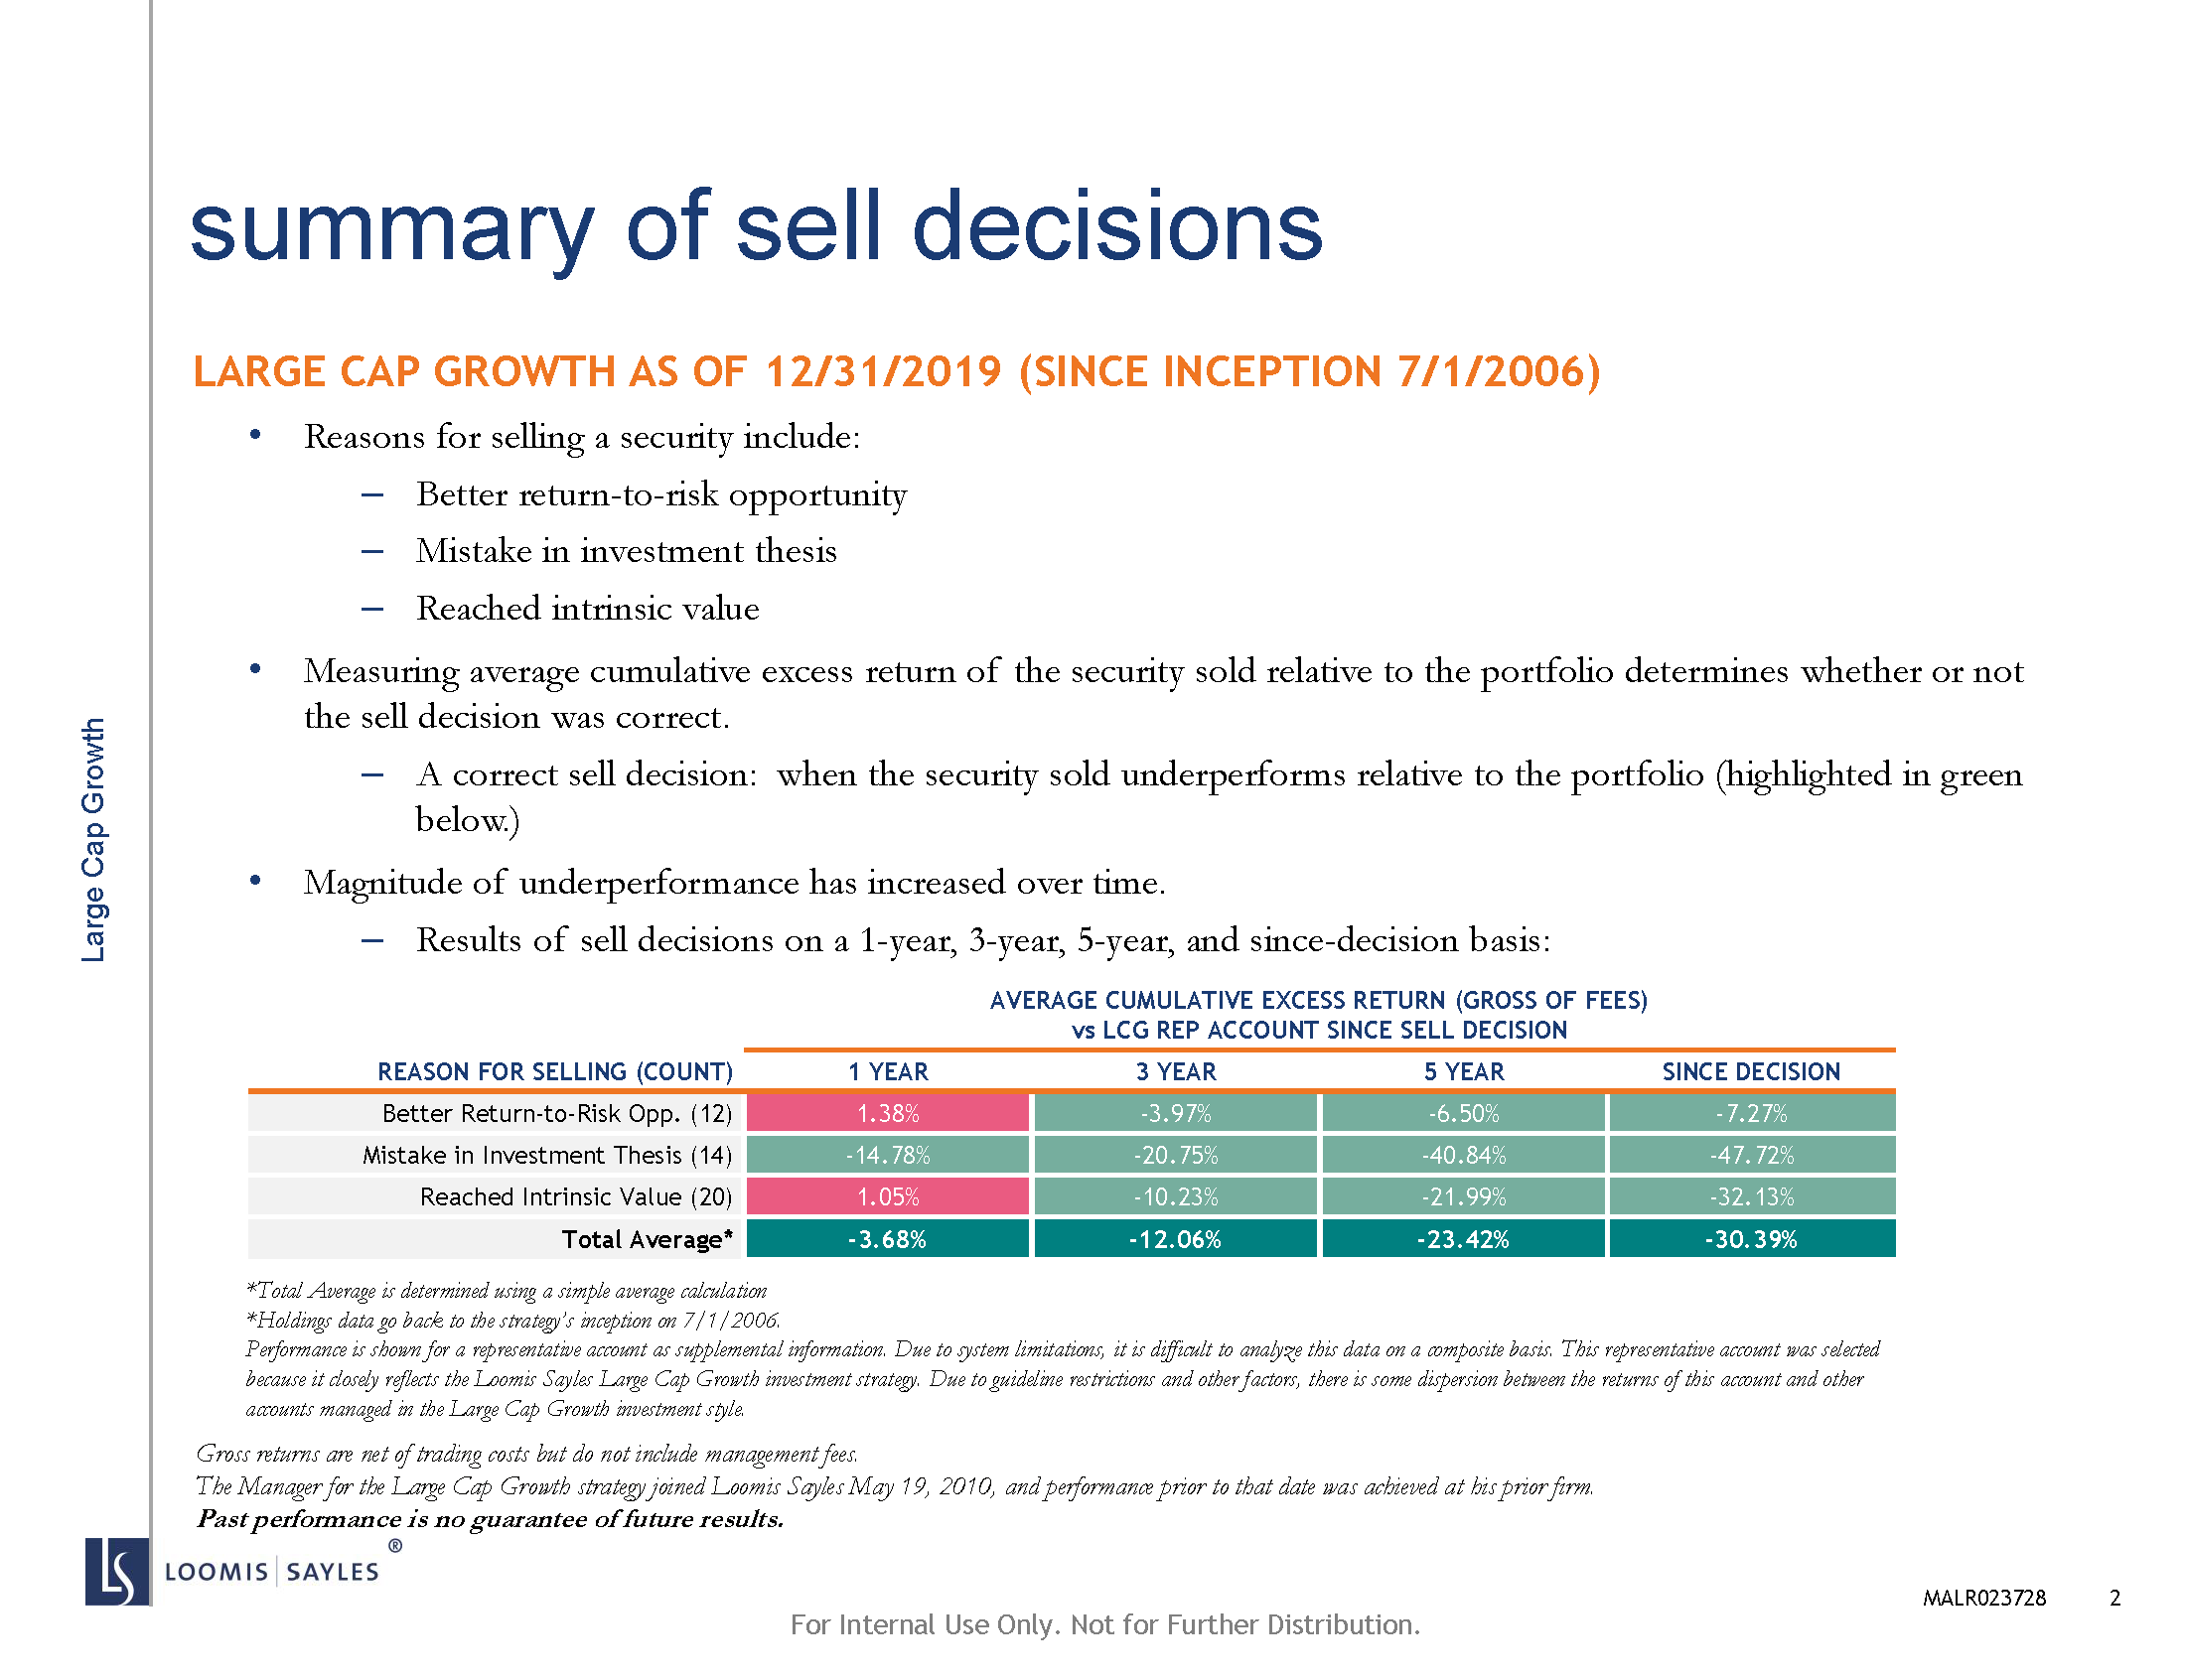 summary of sell decisions
LARGE CAP GROWTH AS OF 12/31/2019 (SINCE INCEPTION 7/1/2006)
• Reasons for selling a security include:
– Better return-to-risk opportunity
– Mistake in investment thesis
– Reached intrinsic value
• Measuring average cumulative excess return of the security sold relative to the portfolio determines whether or not
the sell decision was correct.
– A correct sell decision: when the security sold underperforms relative to the portfolio (highlighted in green
below.)
• Magnitude of underperformance has increased over time.
– Results of sell decisions on a 1-year, 3-year, 5-year, and since-decision basis:
Large Cap Growth
AVERAGE CUMULATIVE EXCESS RETURN (GROSS OF FEES)
vs LCG REP ACCOUNT SINCE SELL DECISION
REASON FOR SELLING (COUNT) 1 YEAR 3 YEAR 5 YEAR SINCE DECISION
Better Return-to-Risk Opp. (12) 1.38% -3.97% -6.50% -7.27%
Mistake in Investment Thesis (14) -14.78% -20.75% -40.84% -47.72%
Reached Intrinsic Value (20) 1.05% -10.23% -21.99% -32.13%
Total Average* -3.68% -12.06% -23.42% -30.39%
*Total Average is determined using a simple average calculation
*Holdings data go back to the strategy's inception on 7/1/2006.
Performance is shown for a representative account as supplemental information. Due to system limitations, it is difficult to analyze this data on a composite basis. This representative account was selected
because it closely reflects the Loomis Sayles Large Cap Growth investment strategy. Due to guideline restrictions and other factors, there is some dispersion between the returns of this account and other
accounts managed in the Large Cap Growth investment style.
Gross returns are net of trading costs but do not include management fees.
The Manager for the Large Cap Growth strategy joined Loomis Sayles May 19, 2010, and performance prior to that date was achieved at his prior firm.
Past performance is no guarantee of future results.
LS LOOMIS | SAYLES ®
MALR023728 2
For Internal Use Only. Not for Further Distribution.